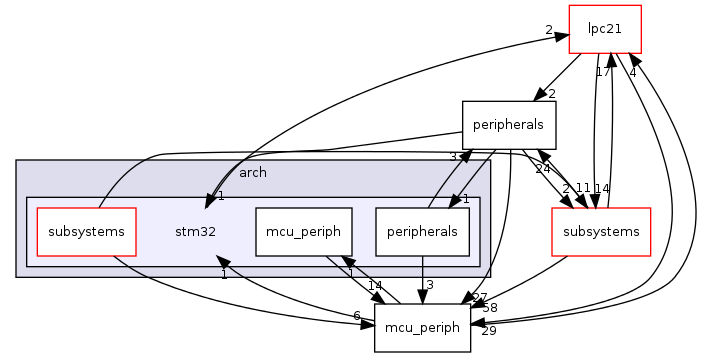 lpc21
2
17
4
2
peripherals
3
24
arch
1
1
2
11
14
subsystems
stm32
mcu_periph
peripherals
subsystems
1
1
14
3
27
58
6
mcu_periph
29